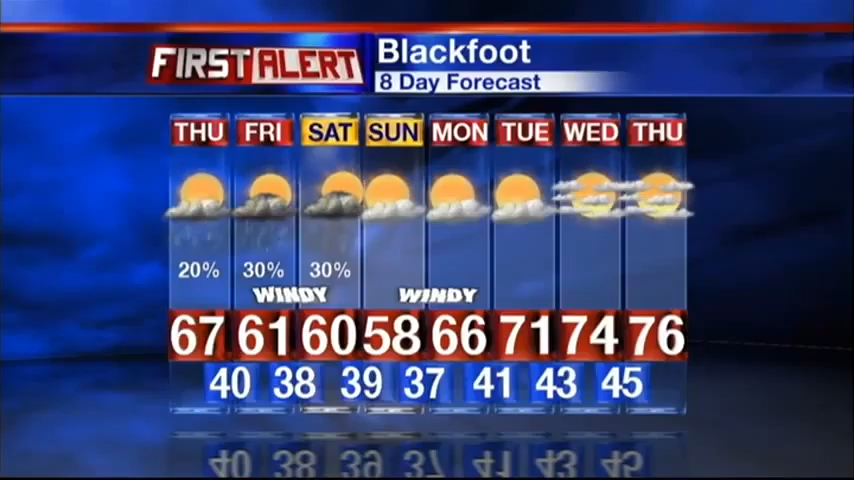 FIRST ALERT
Blackfoot
8 Day Forecast
THU FRI SAT SUN MON TUE WED THU
20% 30% 30%
WINDY WINDY
67 61 60 58 66 71 74 76
40 38 39 37 41 43 45